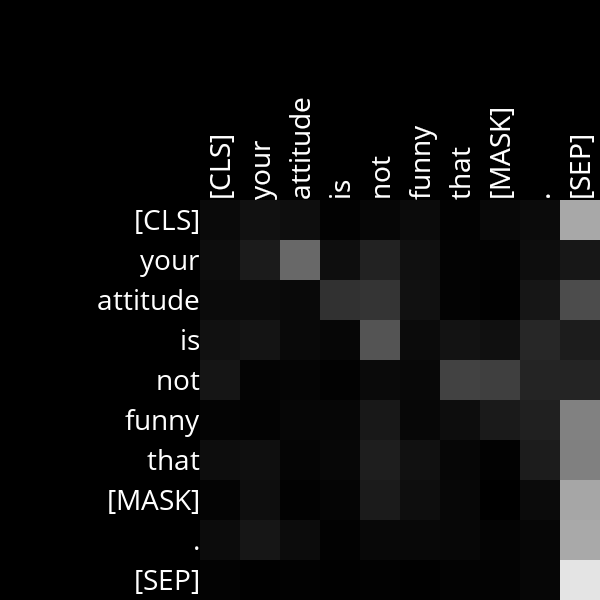 [CLS] your attitude is not funny that [MASK] . [SEP]
[CLS]
your
attitude
is
not
funny
that
[MASK]
.
[SEP]